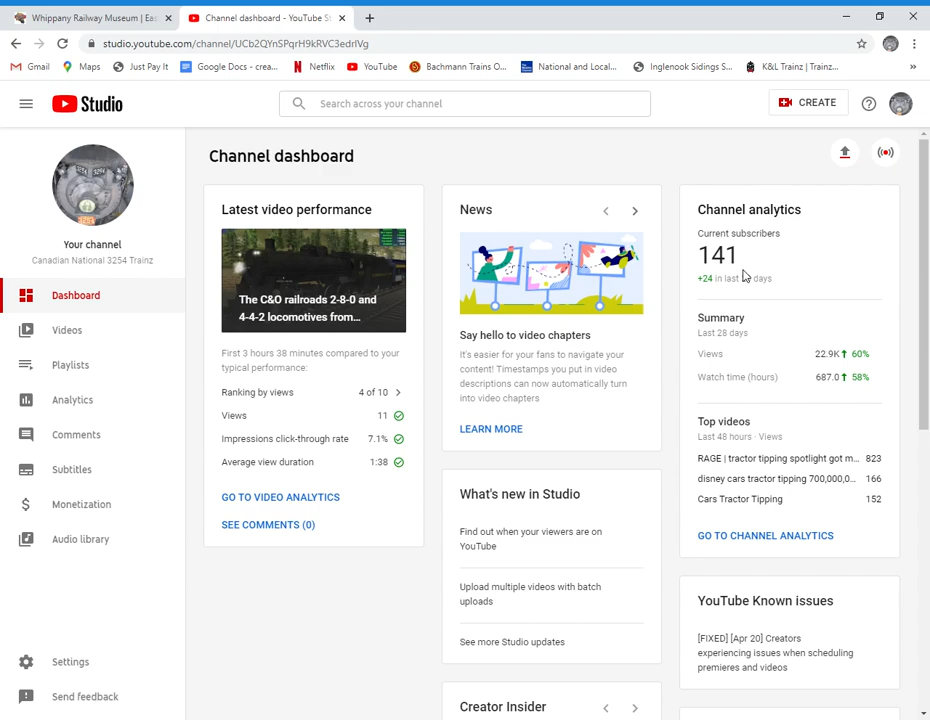 Whippany Railway Museum | Eas
Channel dashboard - YouTube St
studio.youtube.com/channel/UCb2QYnSPqrH9kRVC3edrIVg
Gmail
Maps
Just Pay It
Google Docs - crea...
Netflix
YouTube
Bachmann Trains O...
National and Local...
Inglenook Sidings S...
K&L Trainz | Trainz...
Studio
Search across your channel
CREATE
Your channel
Canadian National 3254 Trainz
Dashboard
Videos
Playlists
Analytics
Comments
Subtitles
Monetization
Audio library
Settings
Send feedback
Channel dashboard
Latest video performance
The C&O railroads 2-8-0 and
4-4-2 locomotives from...
First 3 hours 38 minutes compared to your
typical performance:
Ranking by views 4 of 10
Views 11
Impressions click-through rate 7.1%
Average view duration 1:38
GO TO VIDEO ANALYTICS
SEE COMMENTS (0)
News
Say hello to video chapters
It's easier for your fans to navigate your
content! Timestamps you put in video
descriptions can now automatically turn
into video chapters
LEARN MORE
What's new in Studio
Find out when your viewers are on
YouTube
Upload multiple videos with batch
uploads
See more Studio updates
Creator Insider
Channel analytics
Current subscribers
141
+24 in last days
Summary
Last 28 days
Views 22.9K 60%
Watch time (hours) 687.0 58%
Top videos
Last 48 hours · Views
RAGE | tractor tipping spotlight got m... 823
disney cars tractor tipping 700,000,0... 166
Cars Tractor Tipping 152
GO TO CHANNEL ANALYTICS
YouTube Known issues
[FIXED] [Apr 20] Creators
experiencing issues when scheduling
premieres and videos